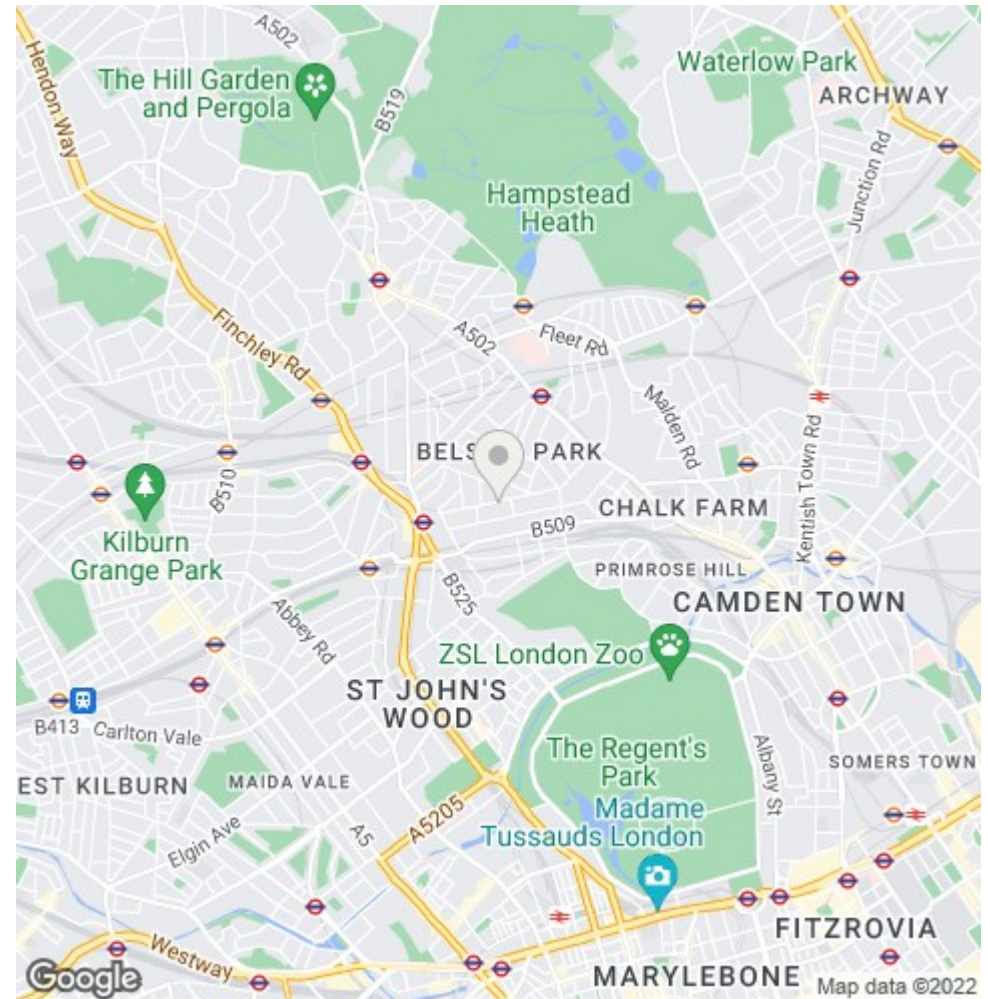 A502
Hendon Way
The Hill Garden
and Pergola
B519
Waterlow Park
ARCHWAY
Junction Rd
Hampstead
Heath
Finchley Rd
A502
Fleet Rd
Malden Rd
Kentish Town Rd
BELS PARK
B510
CHALK FARM
B509
Kilburn
Grange Park
PRIMROSE HILL
B525
Abbey Rd
CAMDEN TOWN
ZSL London Zoo
ST JOHN'S
WOOD
B413
Carlton Vale
The Regent's
Park
Albany St
SOMERS TOWN
EST KILBURN
MAIDA VALE
Madame
Tussauds London
A5205
A5
Elgin Ave
FITZROVIA
Westway
MARYLEBONE
Google
Map data ©2022